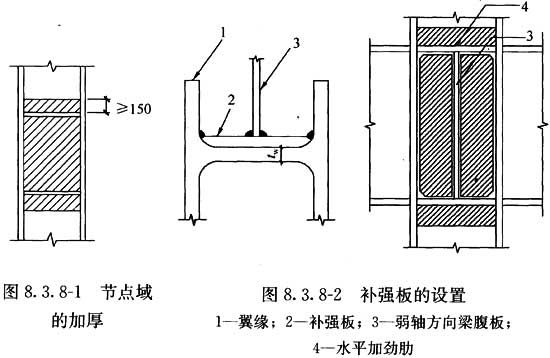 1
3
2
tw
≥150
4
3
图 8.3.8-1 节点域
的加厚
图 8.3.8-2 补强板的设置
1—翼缘；2—补强板；3—弱轴方向梁腹板；
4—水平加劲肋